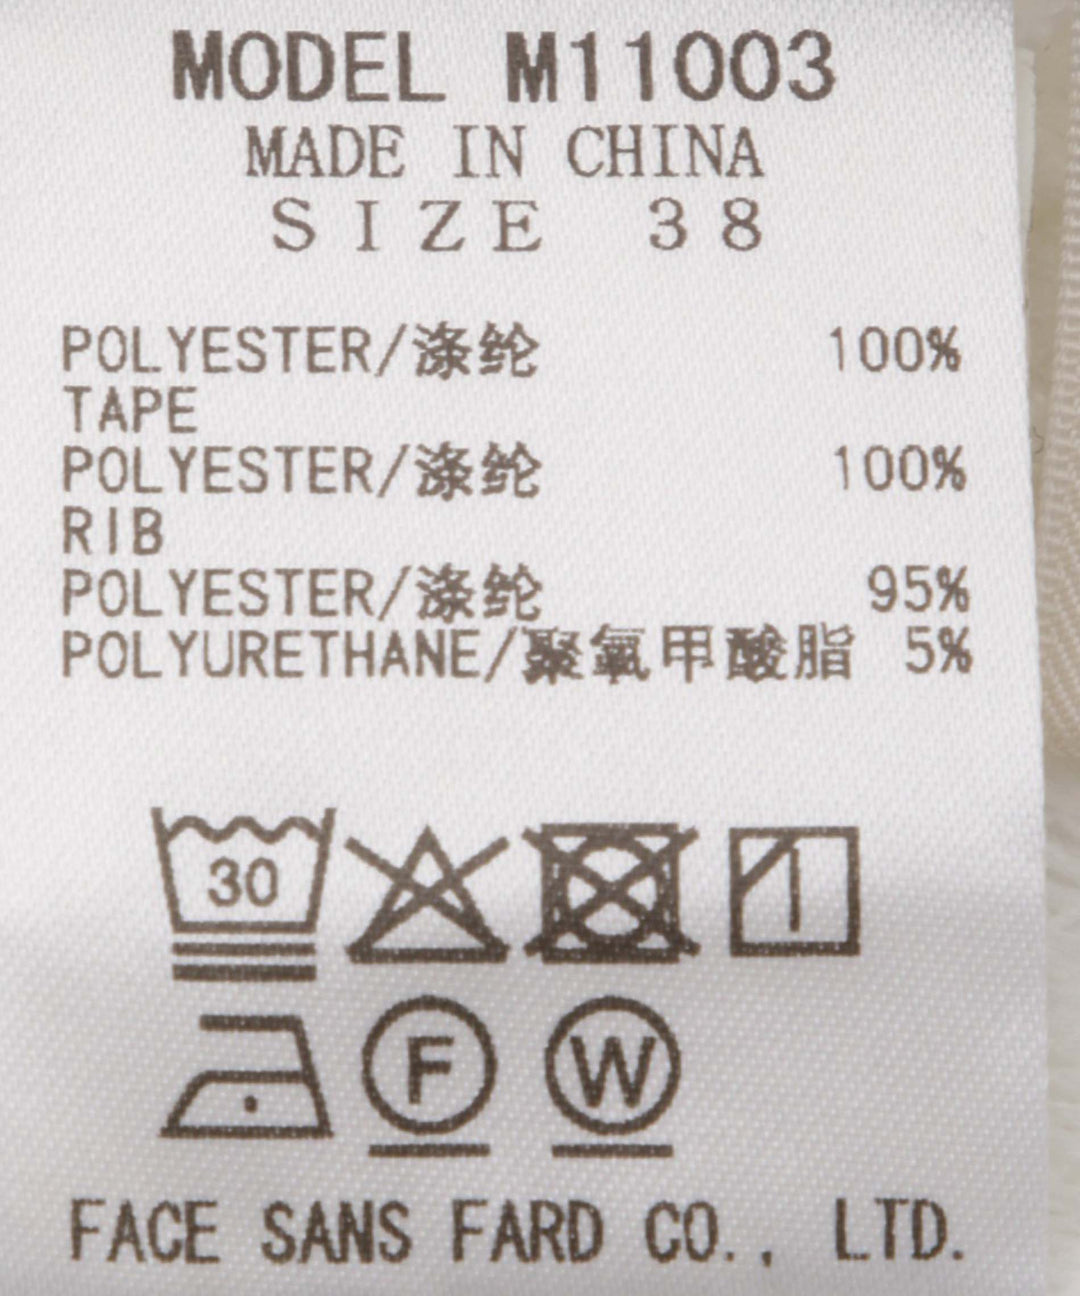 MODEL M11003
MADE IN CHINA
SIZE 38
POLYESTER/涤纶 100%
TAPE
POLYESTER/涤纶 100%
RIB
POLYESTER/涤纶 95%
POLYURETHANE/聚氨甲酸脂 5%
30
F W
FACE SANS FARD CO., LTD.